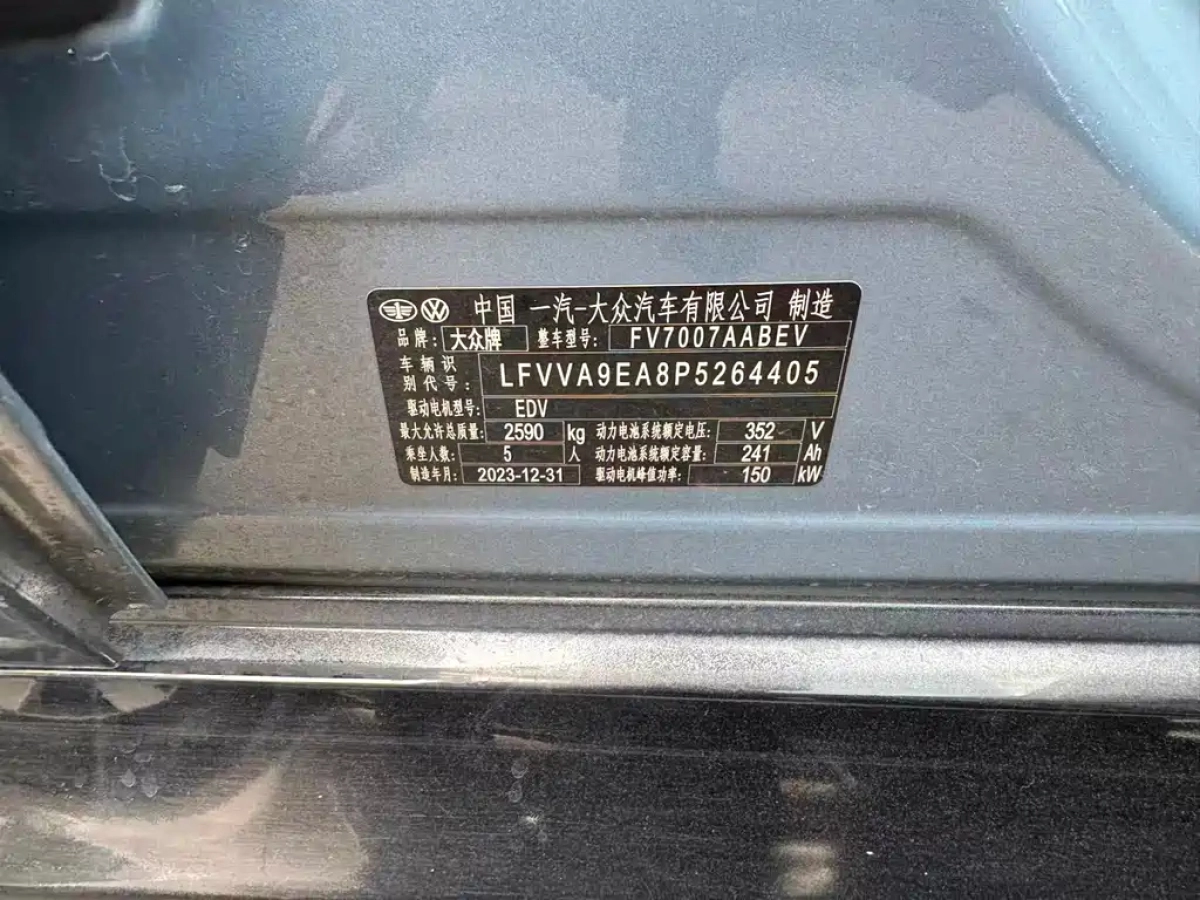 中国 一汽-大众汽车有限公司 制造
品牌: 大众牌 整车型号: FV7007AABEV
车辆识别代号: LFVVA9EA8P5264405
驱动电机型号: EDV
最大允许总质量: 2590 kg 动力电池系统额定电压: 352 V
乘坐人数: 5 人 动力电池系统额定容量: 241 Ah
制造年月: 2023-12-31 驱动电机峰值功率: 150 kW